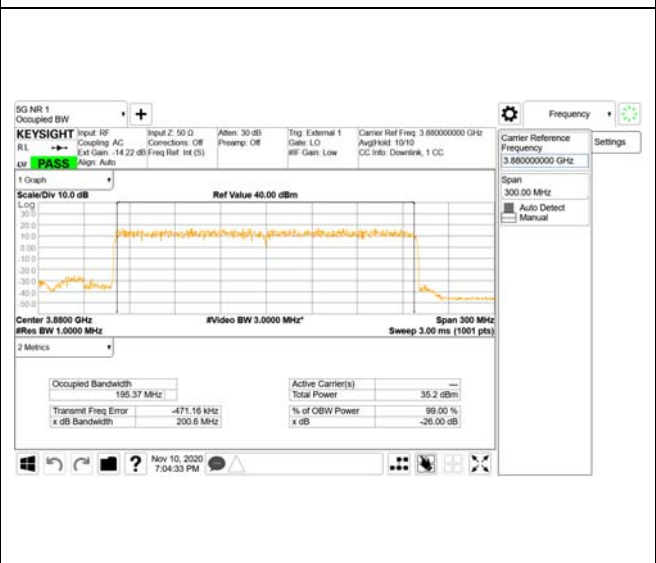 5G NR 1
Occupied BW
Frequency
KEYSIGHT
Input: RF
Input Z: 50 Ω
Atten: 30 dB
Trig: External 1
Carrier Ref Freq: 3.880000000 GHz
RL
Coupling: AC
Corrections: Off
Preamp: Off
Gate: LO
Avg|Hold: 10/10
Ext Gain: -14.22 dB
Freq Ref: Int (S)
#IF Gain: Low
CC Info: Downlink, 1 CC
PASS
Align: Auto
Carrier Reference
Frequency
3.880000000 GHz
Settings
Span
300.00 MHz
Auto Detect
Manual
1 Graph
Scale/Div 10.0 dB
Ref Value 40.00 dBm
Log
30.0
20.0
10.0
0.00
-10.0
-20.0
-30.0
-40.0
-50.0
Center 3.8800 GHz
#Video BW 3.0000 MHz*
Span 300 MHz
#Res BW 1.0000 MHz
Sweep 3.00 ms (1001 pts)
2 Metrics
Occupied Bandwidth
195.37 MHz
Active Carrier(s)
---
Total Power
35.2 dBm
Transmit Freq Error
-471.16 kHz
% of OBW Power
99.00 %
x dB Bandwidth
200.6 MHz
x dB
-26.00 dB
Nov 10, 2020
7:04:33 PM